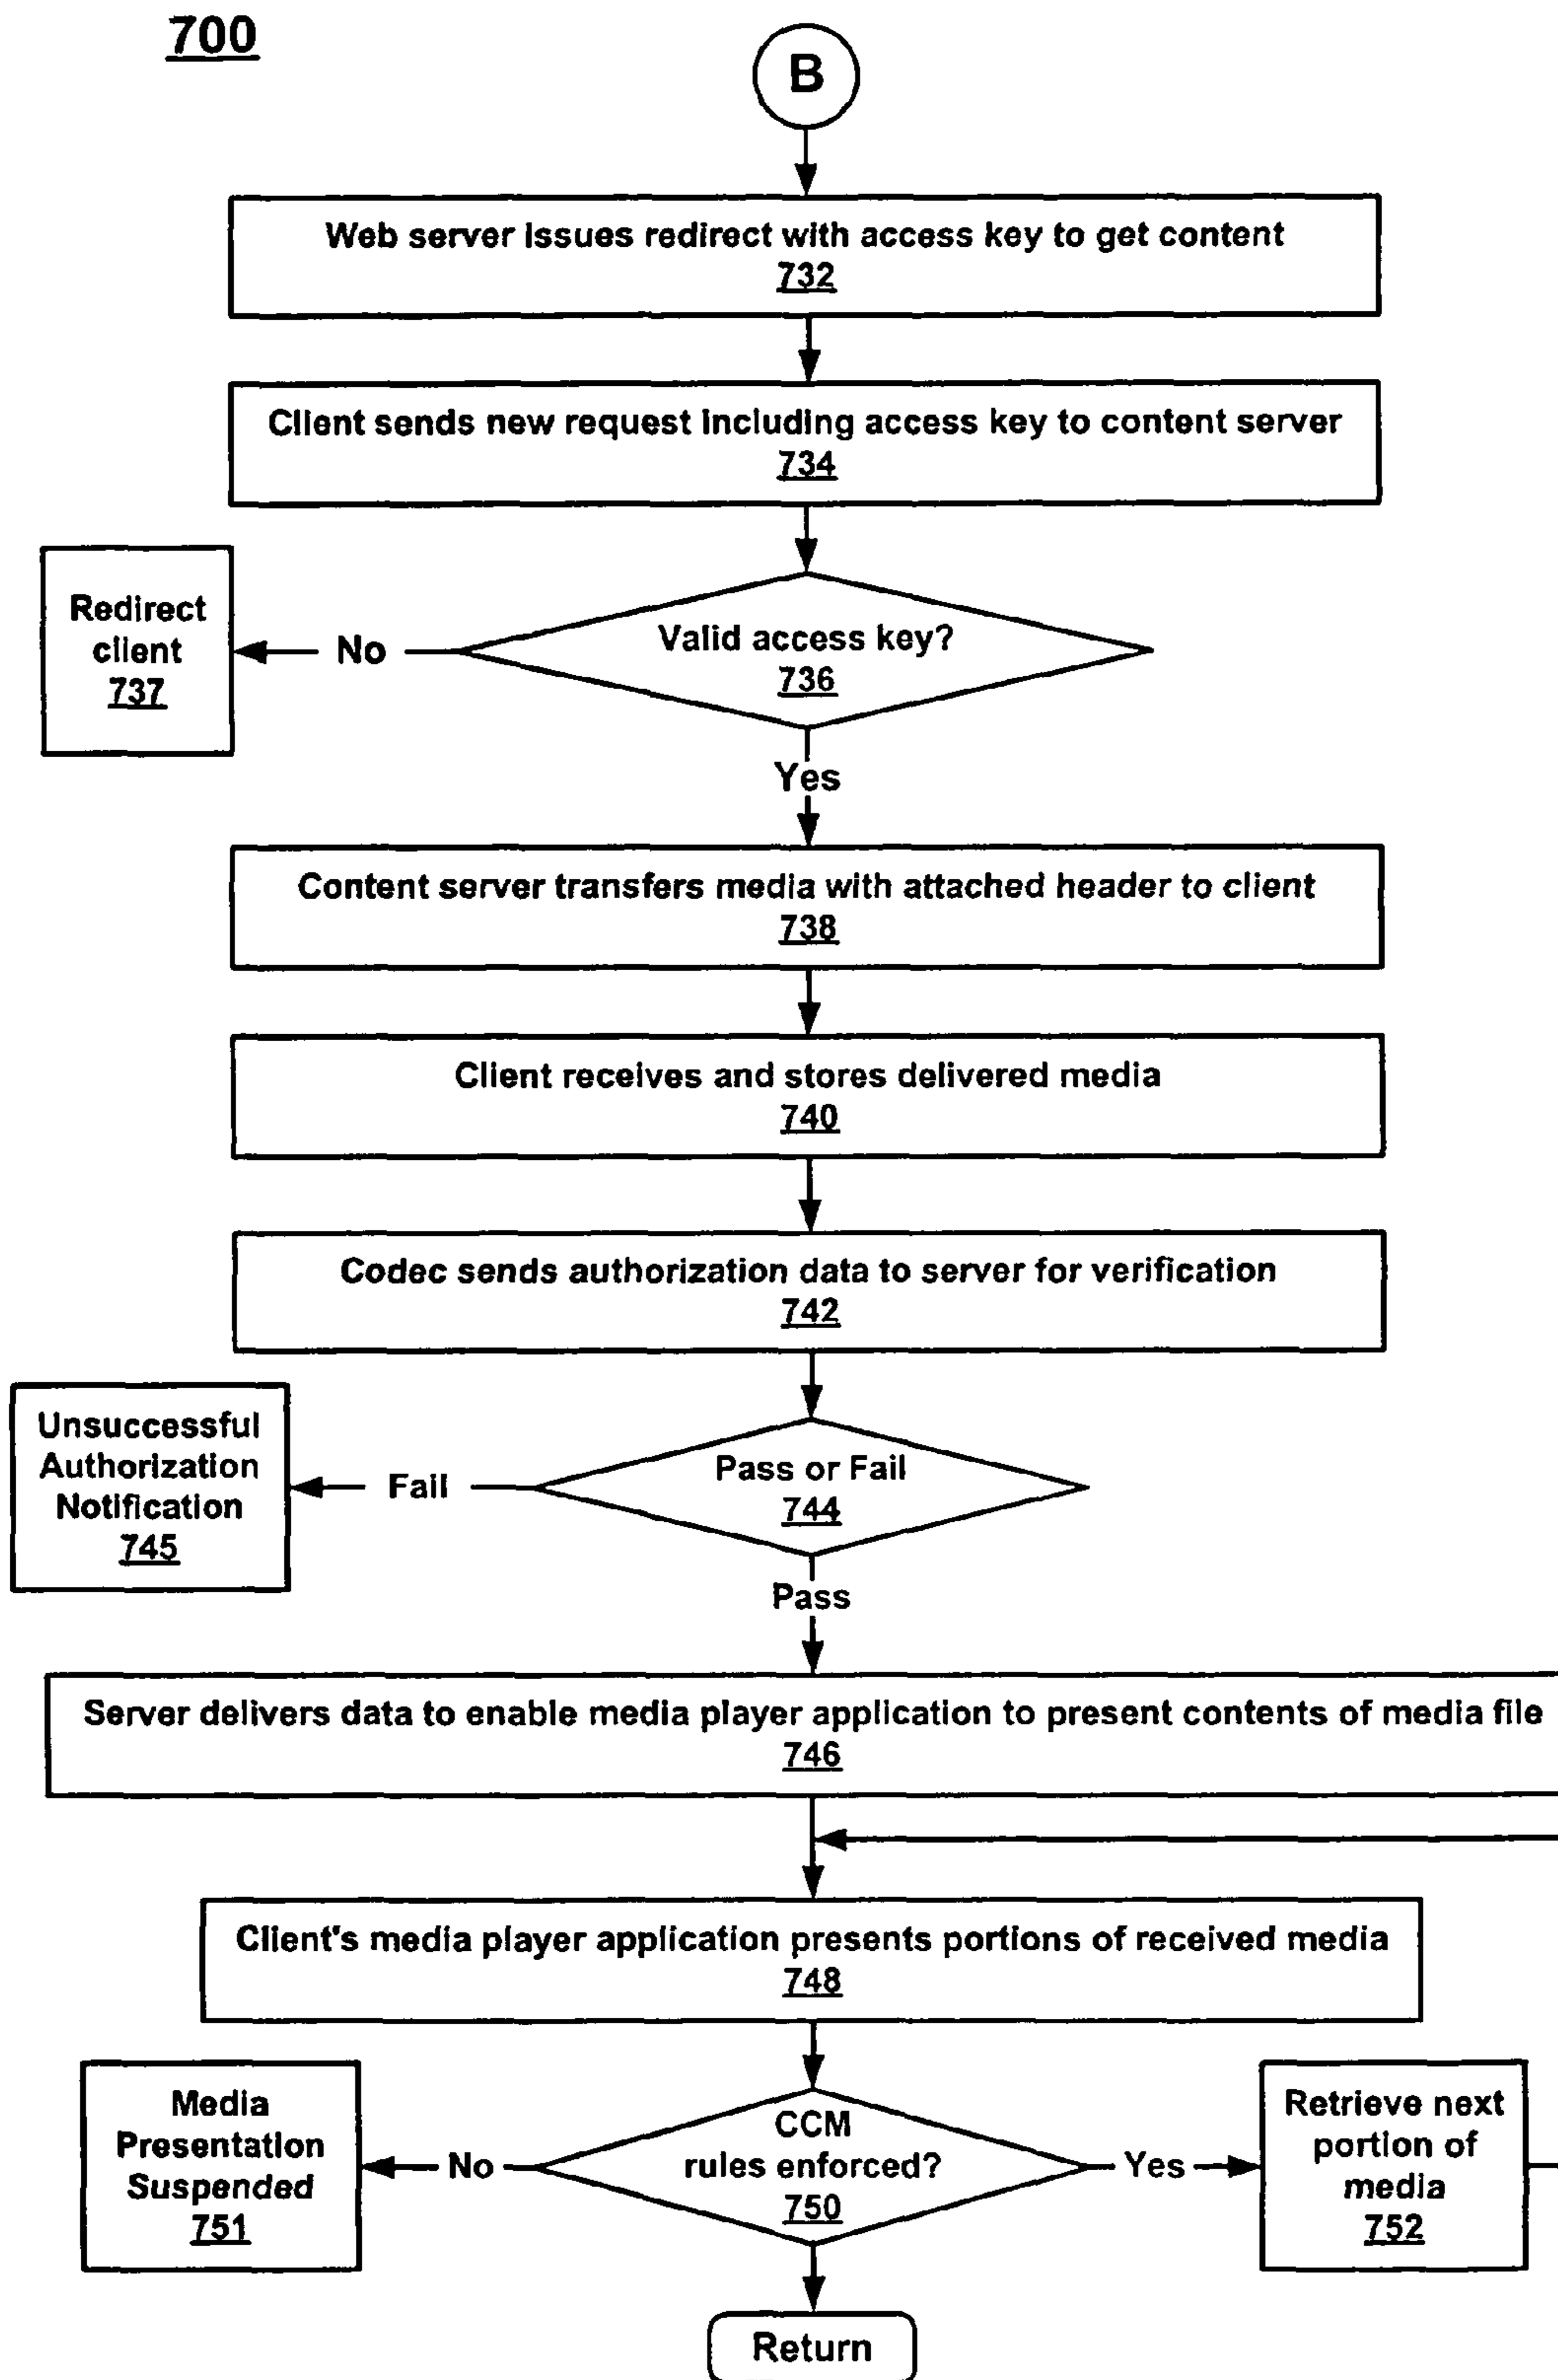 700
B
Web server issues redirect with access key to get content
732
Client sends new request including access key to content server
734
Redirect
client
737
No
Valid access key?
736
Yes
Content server transfers media with attached header to client
738
Client receives and stores delivered media
740
Codec sends authorization data to server for verification
742
Unsuccessful
Authorization
Notification
745
Fail
Pass or Fail
744
Pass
Server delivers data to enable media player application to present contents of media file
746
Client's media player application presents portions of received media
748
Media
Presentation
Suspended
751
No
CCM
rules enforced?
750
Yes
Retrieve next
portion of
media
752
Return